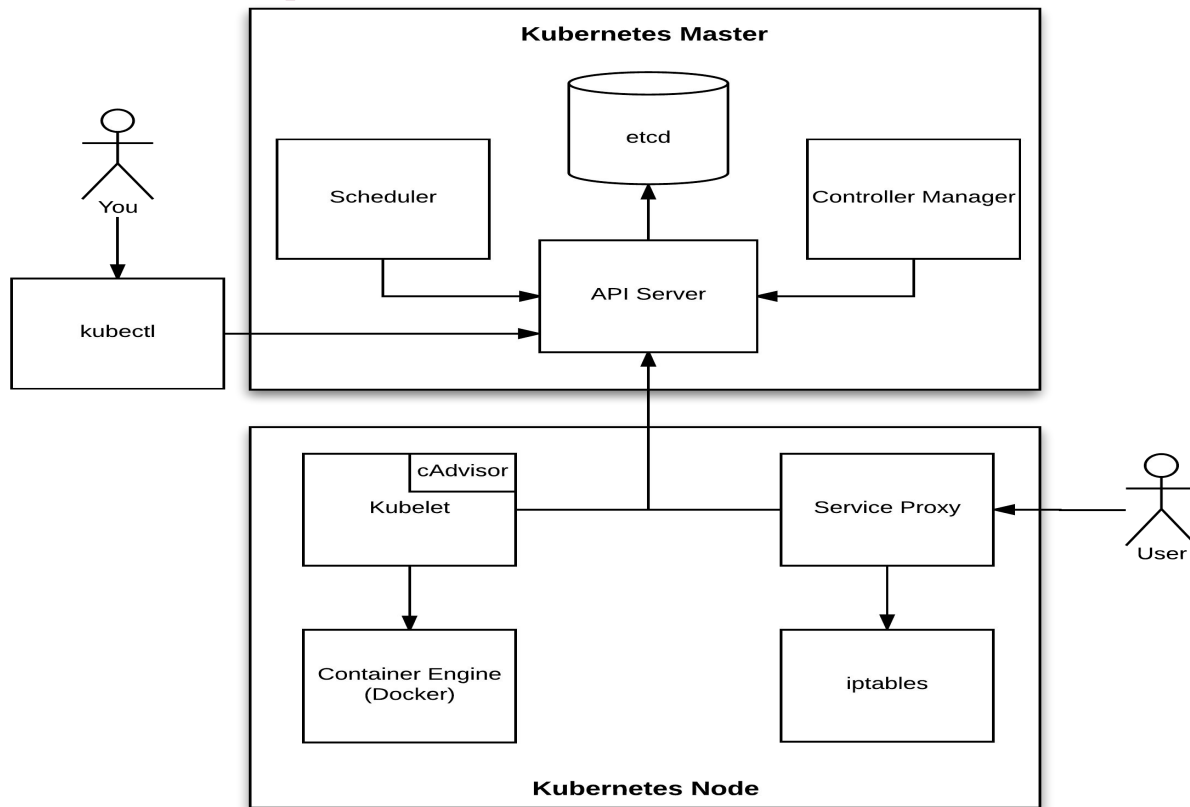 Kubernetes Master
etcd
Scheduler
Controller Manager
You
API Server
kubectl
cAdvisor
Kubelet
Service Proxy
User
Container Engine
(Docker)
iptables
Kubernetes Node